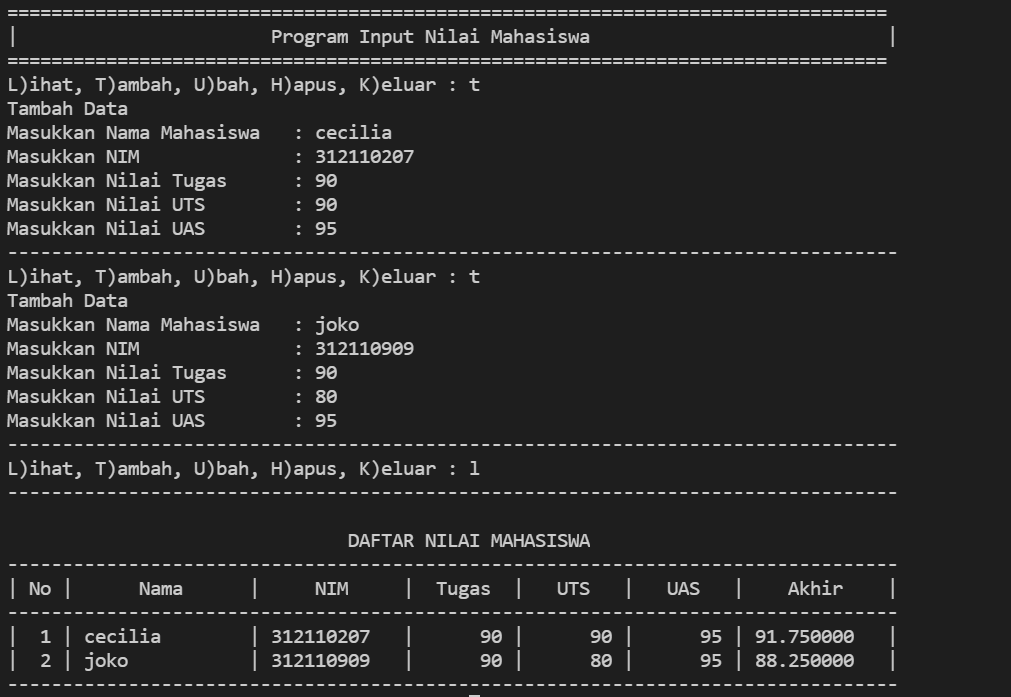 ================================================================================
|                       Program Input Nilai Mahasiswa                           |
================================================================================
L)ihat, T)ambah, U)bah, H)apus, K)eluar : t
Tambah Data
Masukkan Nama Mahasiswa   : cecilia
Masukkan NIM              : 312110207
Masukkan Nilai Tugas      : 90
Masukkan Nilai UTS        : 90
Masukkan Nilai UAS        : 95
---------------------------------------------------------------------------------
L)ihat, T)ambah, U)bah, H)apus, K)eluar : t
Tambah Data
Masukkan Nama Mahasiswa   : joko
Masukkan NIM              : 312110909
Masukkan Nilai Tugas      : 90
Masukkan Nilai UTS        : 80
Masukkan Nilai UAS        : 95
---------------------------------------------------------------------------------
L)ihat, T)ambah, U)bah, H)apus, K)eluar : l
---------------------------------------------------------------------------------
                               DAFTAR NILAI MAHASISWA
---------------------------------------------------------------------------------
| No |      Nama      |     NIM     |  Tugas  |   UTS   |   UAS   |    Akhir    |
---------------------------------------------------------------------------------
|  1 | cecilia        | 312110207   |      90 |      90 |      95 | 91.750000   |
|  2 | joko           | 312110909   |      90 |      80 |      95 | 88.250000   |
---------------------------------------------------------------------------------